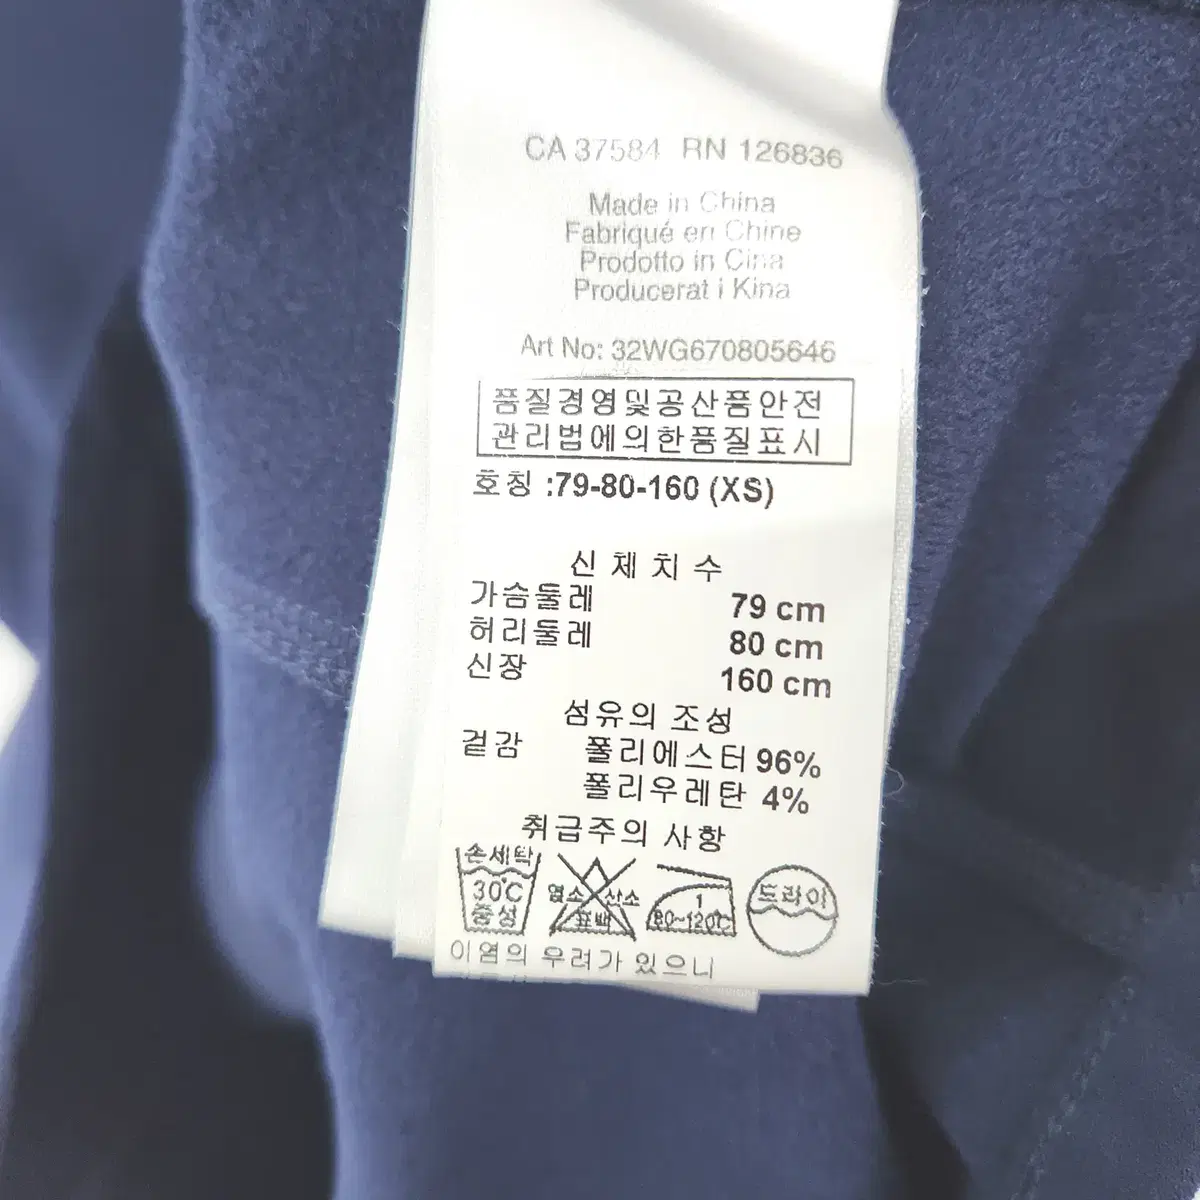 CA 37584 RN 126836
Made in China
Fabriqué en Chine
Prodotto in Cina
Producerat i Kina
Art No: 32WG670805646
품질경영및공산품안전
관리법에의한품질표시
호칭 :79-80-160 (XS)
신체치수
가슴둘레 79 cm
허리둘레 80 cm
신장 160 cm
섬유의 조성
겉감 폴리에스터 96%
폴리우레탄 4%
취급주의 사항
손세탁 30°C 중성
염소 산소 표백
1 80~120°C
드라이
이염의 우려가 있으니